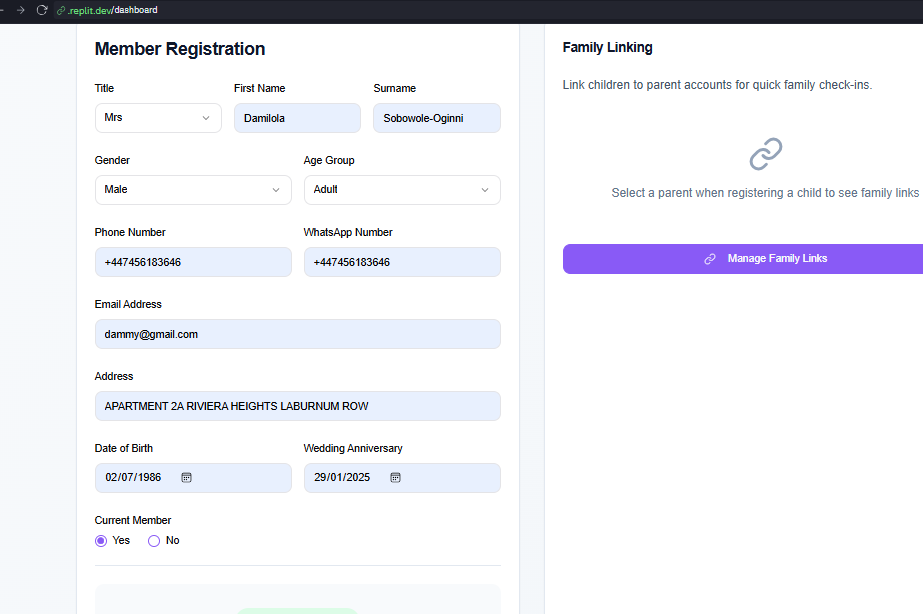 .replit.dev/dashboard
Member Registration
Title
First Name
Surname
Mrs
Damilola
Sobowole-Oginni
Gender
Age Group
Male
Adult
Phone Number
WhatsApp Number
+447456183646
+447456183646
Email Address
dammy@gmail.com
Address
APARTMENT 2A RIVIERA HEIGHTS LABURNUM ROW
Date of Birth
Wedding Anniversary
02/07/1986
29/01/2025
Current Member
Yes
No
Family Linking
Link children to parent accounts for quick family check-ins.
Select a parent when registering a child to see family links
Manage Family Links